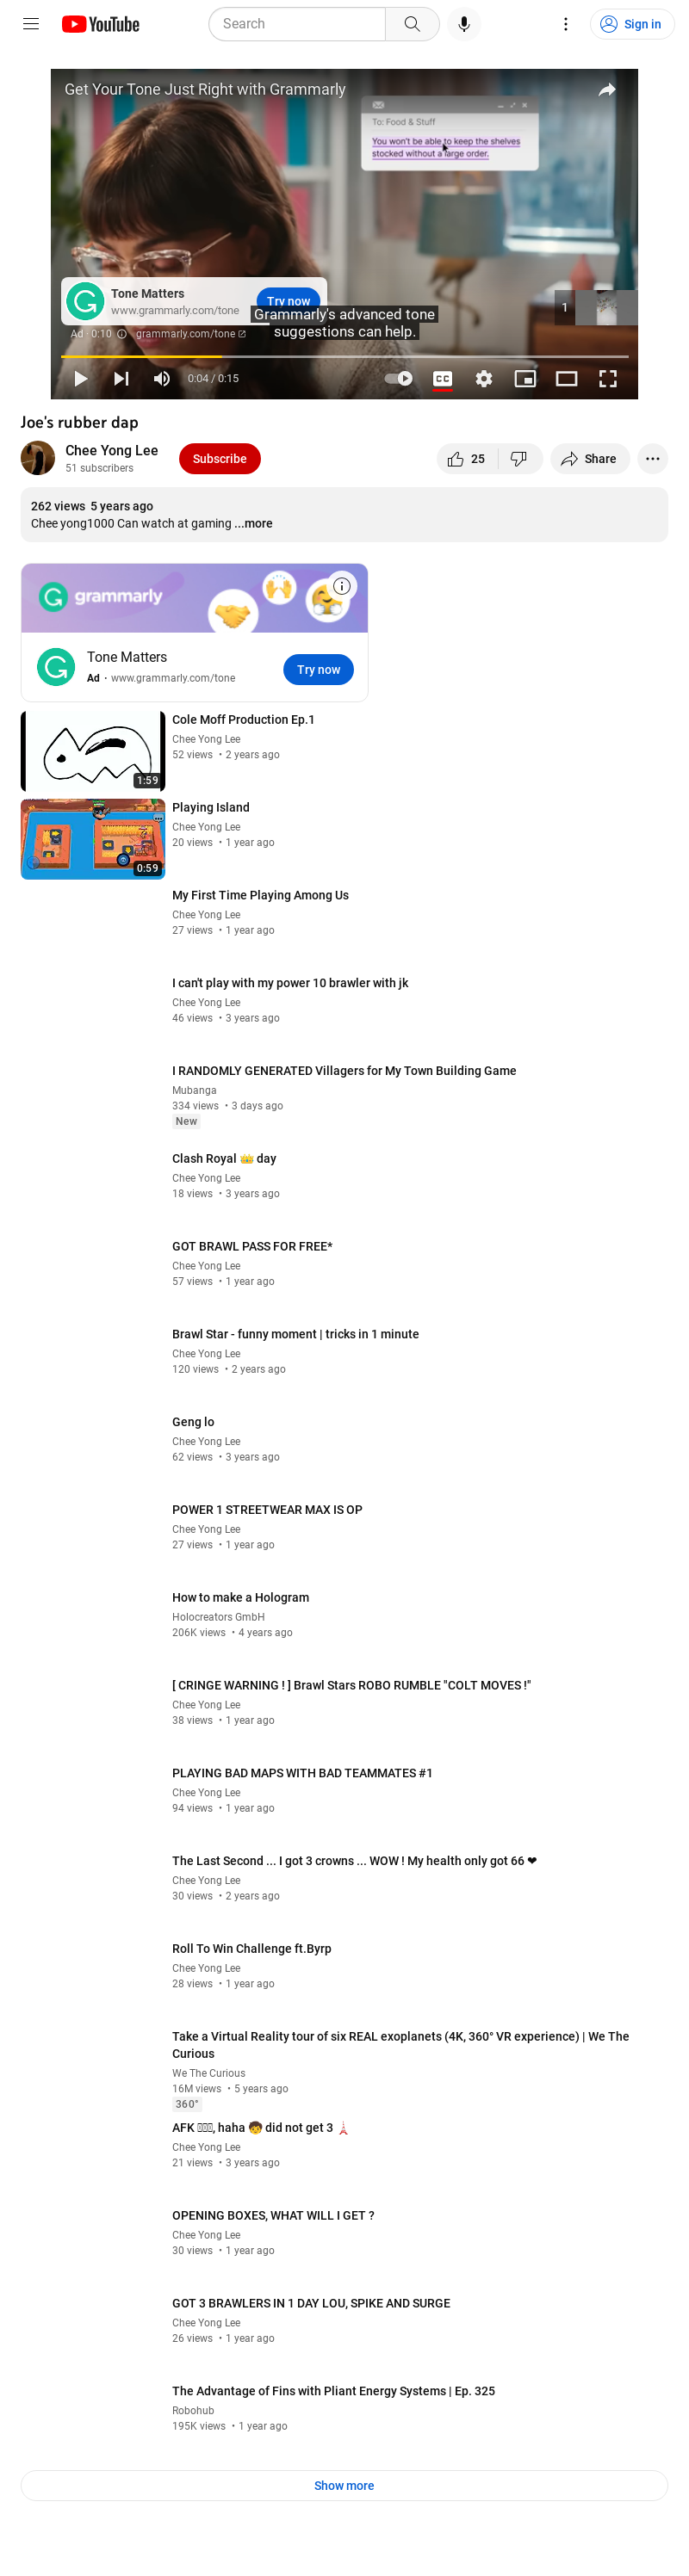 YouTube
Search
Sign in
Get Your Tone Just Right with Grammarly
To: Food & Stuff
You won't be able to keep the shelves
stocked without a large order.
Tone Matters
www.grammarly.com/tone
Try now
Grammarly's advanced tone
suggestions can help.
1
Ad · 0:10
grammarly.com/tone
0:04 / 0:15
CC
Joe's rubber dap
Chee Yong Lee
51 subscribers
Subscribe
25
Share
262 views 5 years ago
Chee yong1000 Can watch at gaming ...more
grammarly
Tone Matters
Ad · www.grammarly.com/tone
Try now
Cole Moff Production Ep.1
Chee Yong Lee
52 views • 2 years ago
1:59
Playing Island
Chee Yong Lee
20 views • 1 year ago
0:59
My First Time Playing Among Us
Chee Yong Lee
27 views • 1 year ago
I can't play with my power 10 brawler with jk
Chee Yong Lee
46 views • 3 years ago
I RANDOMLY GENERATED Villagers for My Town Building Game
Mubanga
334 views • 3 days ago
New
Clash Royal 👑 day
Chee Yong Lee
18 views • 3 years ago
GOT BRAWL PASS FOR FREE*
Chee Yong Lee
57 views • 1 year ago
Brawl Star - funny moment | tricks in 1 minute
Chee Yong Lee
120 views • 2 years ago
Geng lo
Chee Yong Lee
62 views • 3 years ago
POWER 1 STREETWEAR MAX IS OP
Chee Yong Lee
27 views • 1 year ago
How to make a Hologram
Holocreators GmbH
206K views • 4 years ago
[ CRINGE WARNING ! ] Brawl Stars ROBO RUMBLE "COLT MOVES !"
Chee Yong Lee
38 views • 1 year ago
PLAYING BAD MAPS WITH BAD TEAMMATES #1
Chee Yong Lee
94 views • 1 year ago
The Last Second ... I got 3 crowns ... WOW ! My health only got 66 ❤
Chee Yong Lee
30 views • 2 years ago
Roll To Win Challenge ft.Byrp
Chee Yong Lee
28 views • 1 year ago
Take a Virtual Reality tour of six REAL exoplanets (4K, 360° VR experience) | We The
Curious
We The Curious
16M views • 5 years ago
360°
AFK , haha 🧒 did not get 3 🗼
Chee Yong Lee
21 views • 3 years ago
OPENING BOXES, WHAT WILL I GET ?
Chee Yong Lee
30 views • 1 year ago
GOT 3 BRAWLERS IN 1 DAY LOU, SPIKE AND SURGE
Chee Yong Lee
26 views • 1 year ago
The Advantage of Fins with Pliant Energy Systems | Ep. 325
Robohub
195K views • 1 year ago
Show more